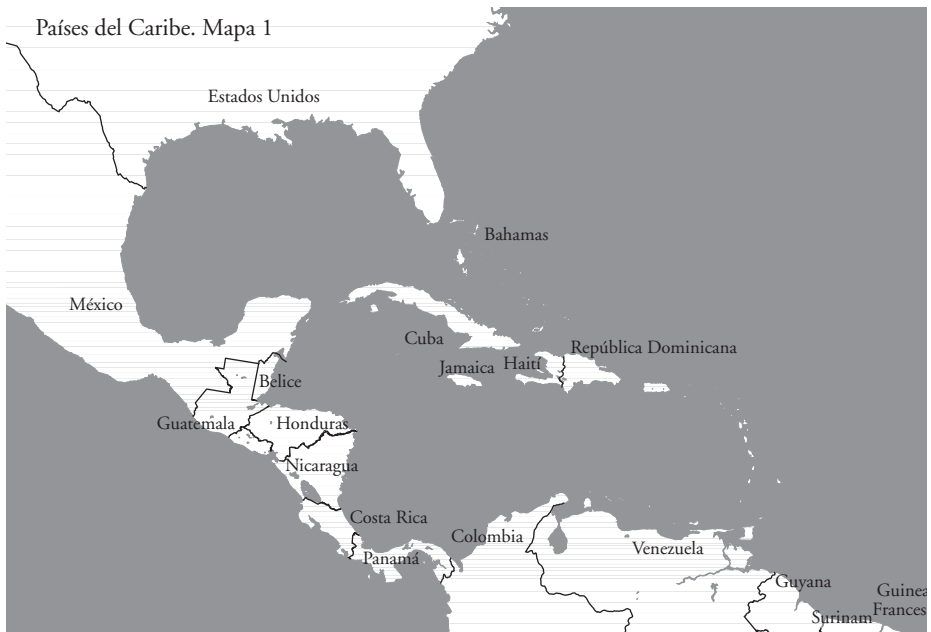 Países del Caribe. Mapa 1
Estados Unidos
Bahamas
México
Cuba
República Dominicana
Jamaica
Haití
Belice
Guatemala
Honduras
Nicaragua
Costa Rica
Colombia
Panamá
Venezuela
Guyana
Guinea
Surinam
Frances